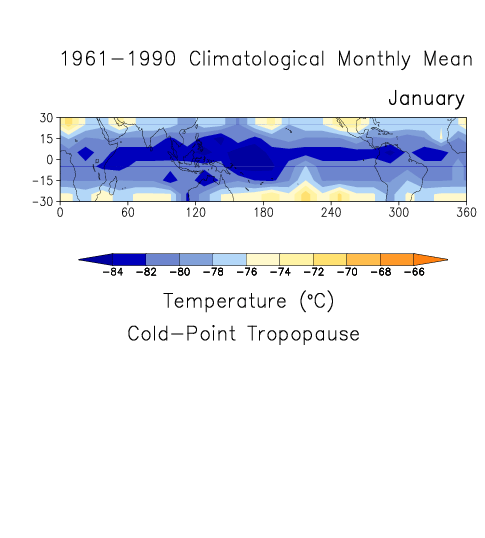 1961−1990 Climatological Monthly Mean
January
30
15
0
−15
−30
0 60 120 180 240 300 360
−84 −82 −80 −78 −76 −74 −72 −70 −68 −66
Temperature (°C)
Cold−Point Tropopause